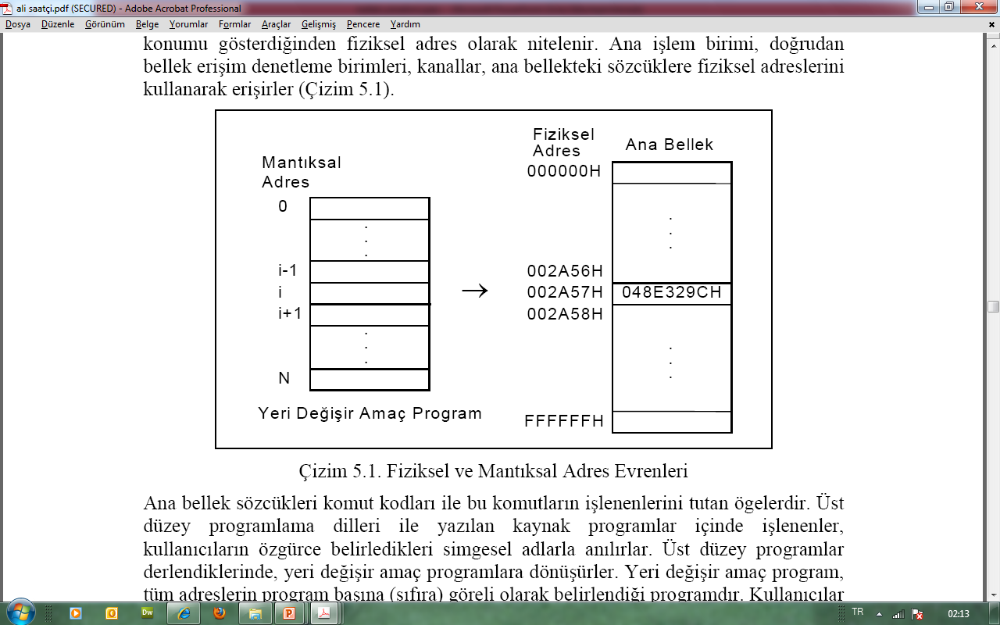 ali saatçi.pdf (SECURED) - Adobe Acrobat Professional
Dosya Düzenle Görünüm Belge Yorumlar Formlar Araçlar Gelişmiş Pencere Yardım
konumu gösterdiğinden fiziksel adres olarak nitelenir. Ana işlem birimi, doğrudan
bellek erişim denetleme birimleri, kanallar, ana bellekteki sözcüklere fiziksel adreslerini
kullanarak erişirler (Çizim 5.1).
Mantıksal
Adres
0
i-1
i
i+1
N
Yeri Değişir Amaç Program
→
Fiziksel
Adres
Ana Bellek
000000H
002A56H
002A57H 048E329CH
002A58H
FFFFFFH
Çizim 5.1. Fiziksel ve Mantıksal Adres Evrenleri
Ana bellek sözcükleri komut kodları ile bu komutların işlenenlerini tutan ögelerdir. Üst
düzey programlama dilleri ile yazılan kaynak programlar içinde işlenenler,
kullanıcıların özgürce belirledikleri simgesel adlarla anılırlar. Üst düzey programlar
derlendiklerinde, yeri değişir amaç programlara dönüşürler. Yeri değişir amaç program,
tüm adreslerin program başına (sıfıra) göreli olarak belirlendiği programdır. Kullanıcılar
Dw
TR
02:13